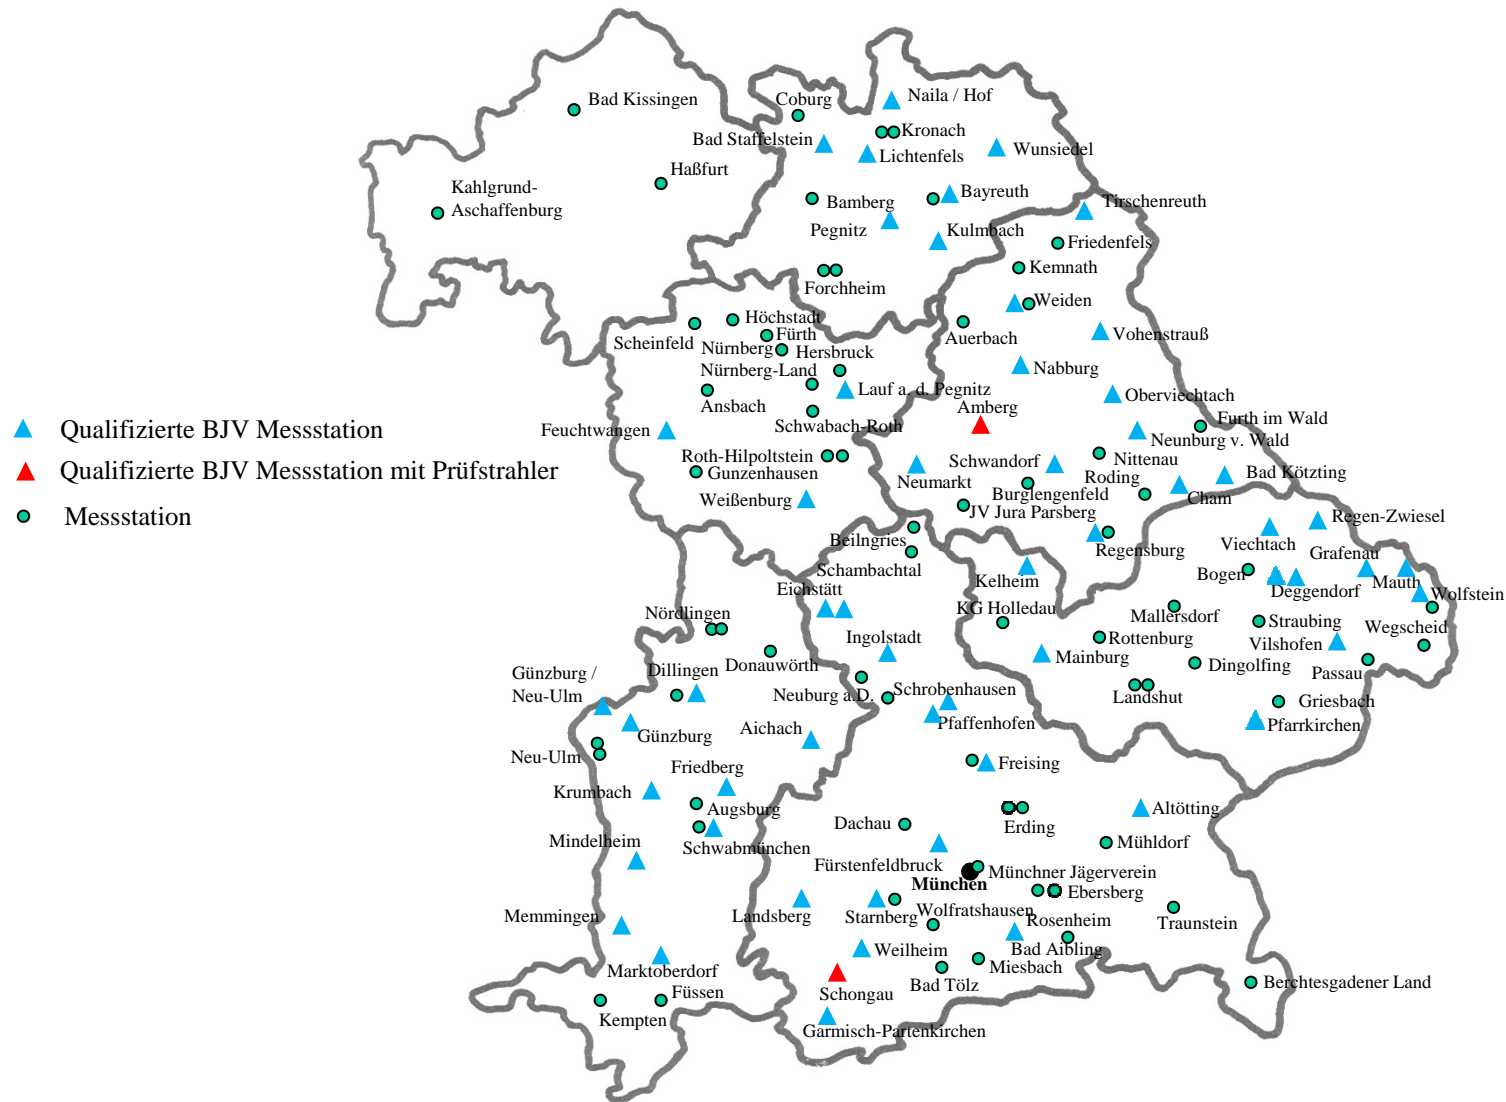 Bad Kissingen
Coburg
Naila / Hof
Kronach
Bad Staffelstein
Lichtenfels
Wunsiedel
Haßfurt
Kahlgrund-
Aschaffenburg
Bamberg
Bayreuth
Tirschenreuth
Pegnitz
Kulmbach
Friedenfels
Kemnath
Forchheim
Weiden
Höchstadt
Scheinfeld
Fürth
Auerbach
Vohenstrauß
Nürnberg
Hersbruck
Nürnberg-Land
Nabburg
Lauf a. d. Pegnitz
Oberviechtach
Ansbach
Amberg
Furth im Wald
Schwabach-Roth
Feuchtwangen
Neunburg v. Wald
Qualifizierte BJV Messstation
Qualifizierte BJV Messstation mit Prüfstrahler
Messstation
Roth-Hilpoltstein
Schwandorf
Nittenau
Gunzenhausen
Neumarkt
Roding
Bad Kötzting
Weißenburg
Burglengenfeld
Cham
JV Jura Parsberg
Regen-Zwiesel
Beilngries
Regensburg
Viechtach
Grafenau
Schambachtal
Kelheim
Bogen
Mauth
Eichstätt
Deggendorf
Wolfstein
KG Holledau
Mallersdorf
Nördlingen
Straubing
Wegscheid
Ingolstadt
Rottenburg
Vilshofen
Donauwörth
Mainburg
Dingolfing
Passau
Günzburg /
Neu-Ulm
Dillingen
Neuburg a.D.
Schrobenhausen
Landshut
Griesbach
Pfaffenhofen
Pfarrkirchen
Günzburg
Aichach
Neu-Ulm
Friedberg
Freising
Krumbach
Augsburg
Altötting
Dachau
Erding
Mindelheim
Schwabmünchen
Mühldorf
Fürstenfeldbruck
Münchner Jägerverein
München
Ebersberg
Memmingen
Landsberg
Starnberg
Wolfratshausen
Rosenheim
Traunstein
Weilheim
Bad Aibling
Marktoberdorf
Miesbach
Schongau
Bad Tölz
Berchtesgadener Land
Füssen
Kempten
Garmisch-Partenkirchen